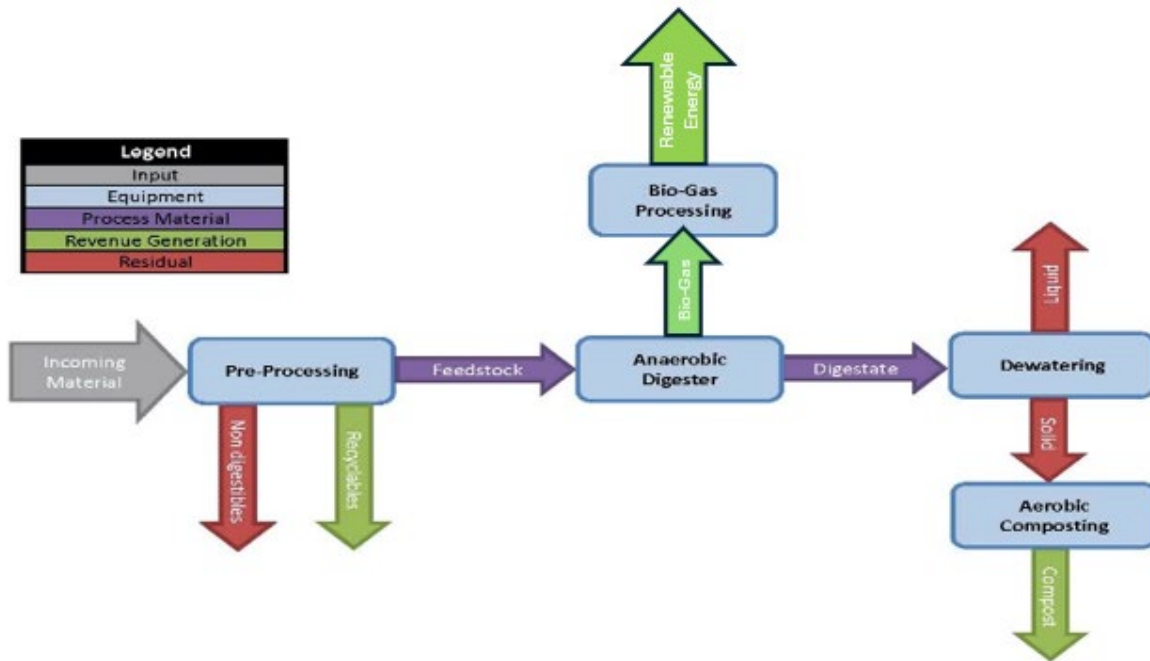 Renewable
Energy
Legend
Input
Equipment
Process Material
Revenue Generation
Residual
Bio-Gas
Processing
Bio-Gas
Liquid
Incoming
Material
Pre-Processing
Feedstock
Anaerobic
Digester
Digestate
Dewatering
Non digestibles
Recyclables
Solid
Aerobic
Composting
Compost